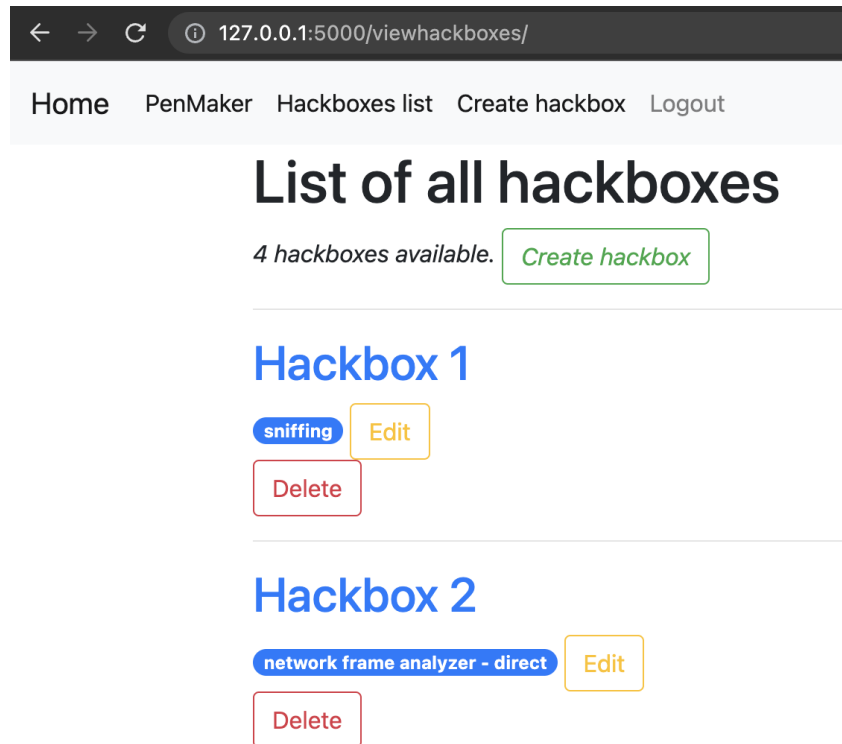 127.0.0.1:5000/viewhackboxes/
Home PenMaker Hackboxes list Create hackbox Logout
List of all hackboxes
4 hackboxes available. Create hackbox
Hackbox 1
sniffing Edit
Delete
Hackbox 2
network frame analyzer - direct Edit
Delete